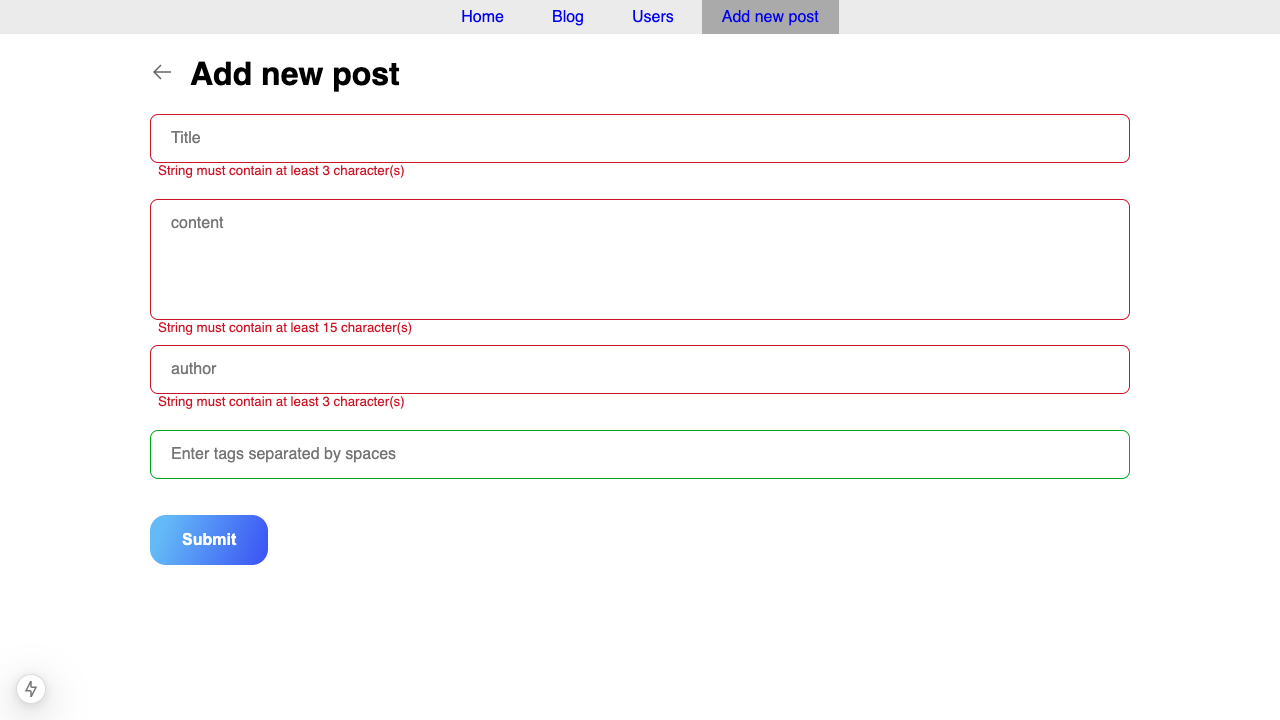 Home Blog Users Add new post
Add new post
Title
String must contain at least 3 character(s)
content
String must contain at least 15 character(s)
author
String must contain at least 3 character(s)
Enter tags separated by spaces
Submit